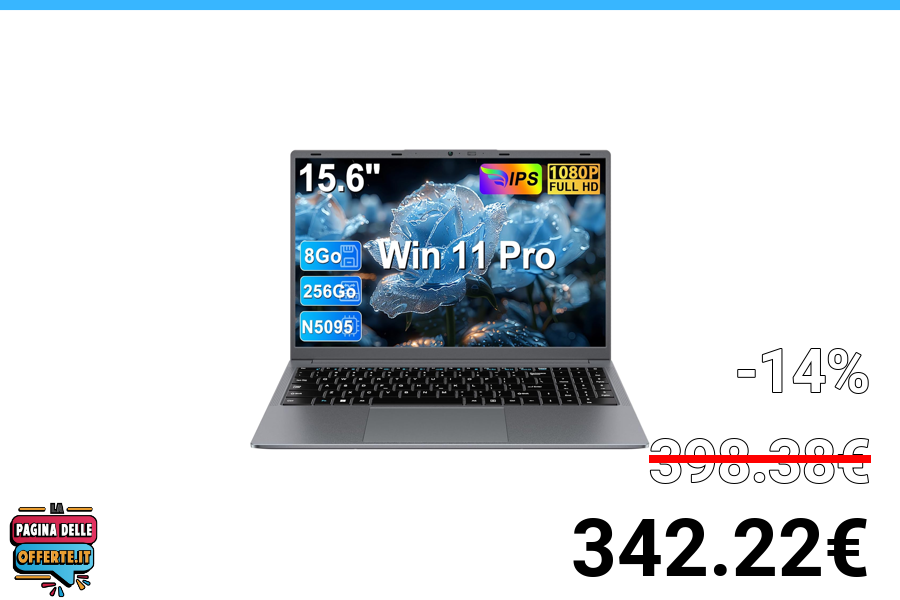 15.6"
IPS
1080P
FULL HD
8Go
Win 11 Pro
256Go
N5095
-14%
398.38€
342.22€
LA
PAGINA DELLE
OFFERTE.IT